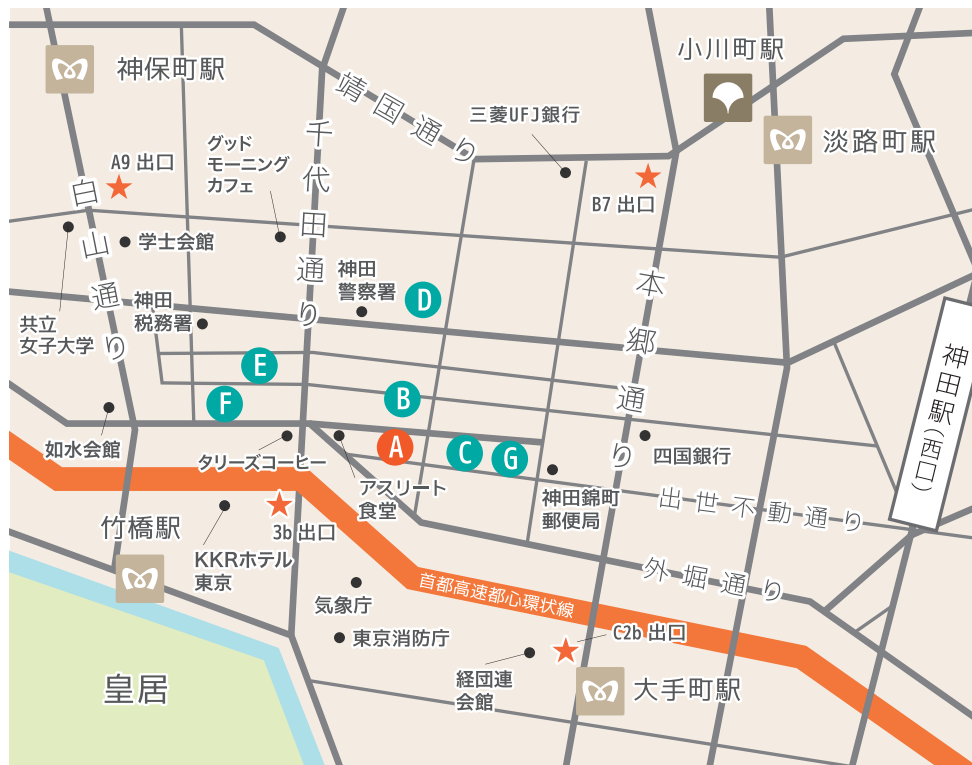 小川町駅
神保町駅
靖国通り
三菱UFJ銀行
千代田通り
淡路町駅
グッド
モーニング
カフェ
A9 出口
白山通り
B7 出口
学士会館
神田
警察署
D
本郷通り
神田
税務署
共立
女子大学
神田駅(西口)
E
B
F
A
C
G
如水会館
タリーズコーヒー
四国銀行
アスリート
食堂
神田錦町
郵便局
出世不動通り
竹橋駅
3b 出口
KKRホテル
東京
外堀通り
首都高速都心環状線
気象庁
東京消防庁
C2b 出口
経団連
会館
大手町駅
皇居